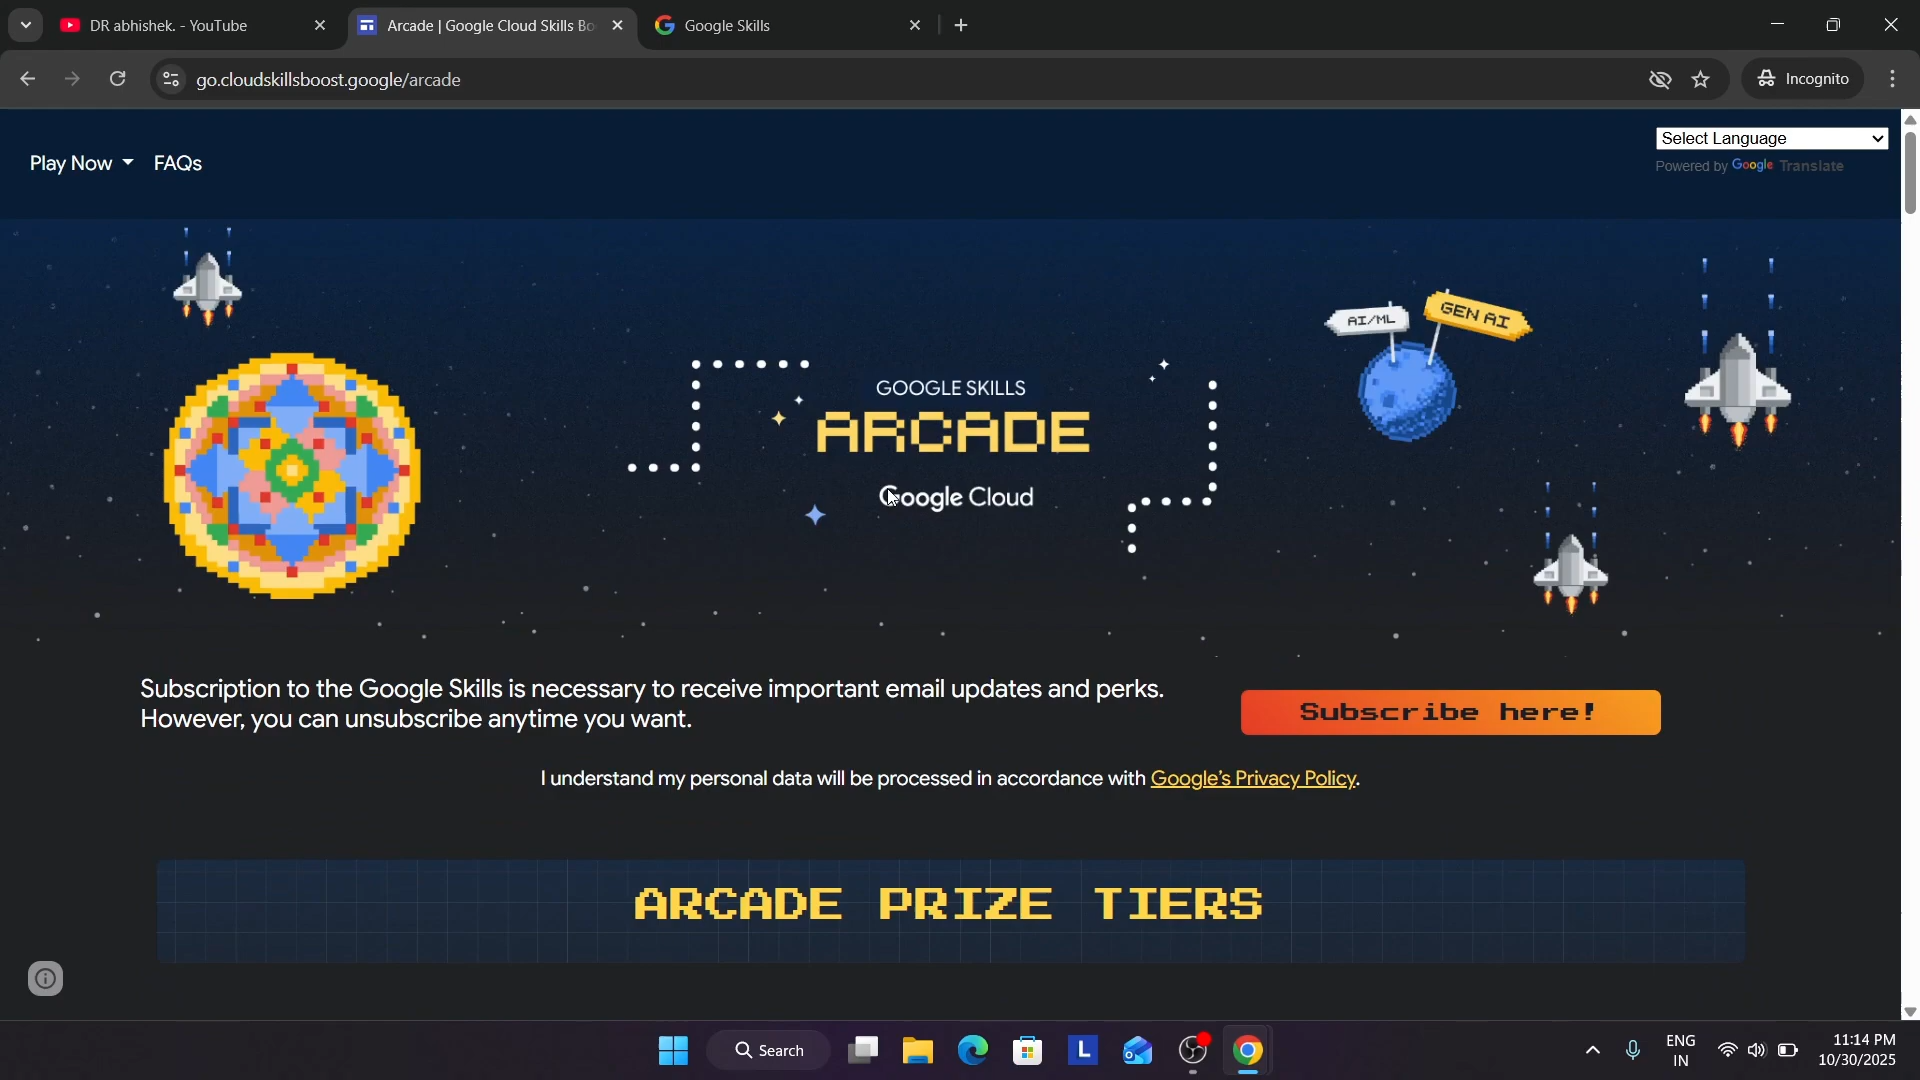 DR abhishek. - YouTube
Arcade | Google Cloud Skills Bo
Google Skills
go.cloudskillsboost.google/arcade
Incognito
Play Now
FAQs
Select Language
Powered by Google Translate
AI/ML
GEN AI
GOOGLE SKILLS
ARCADE
Google Cloud
Subscription to the Google Skills is necessary to receive important email updates and perks.
However, you can unsubscribe anytime you want.
Subscribe here!
I understand my personal data will be processed in accordance with Google's Privacy Policy.
ARCADE PRIZE TIERS
Search
L
ENG
IN
11:14 PM
10/30/2025